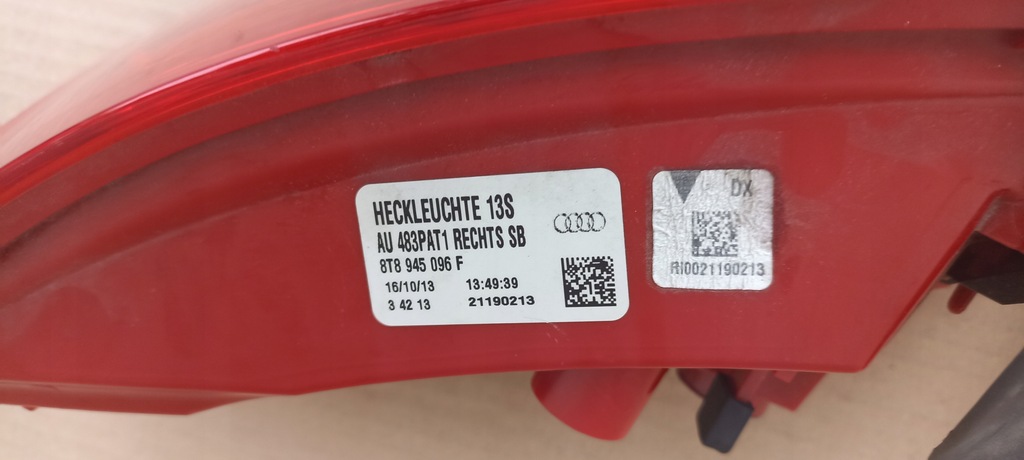 HECKLEUCHTE 13S
AU 483PAT1 RECHTS SB
8T8 945 096 F
16/10/13 13:49:39
3 42 13 21190213
DX
RI0021190213